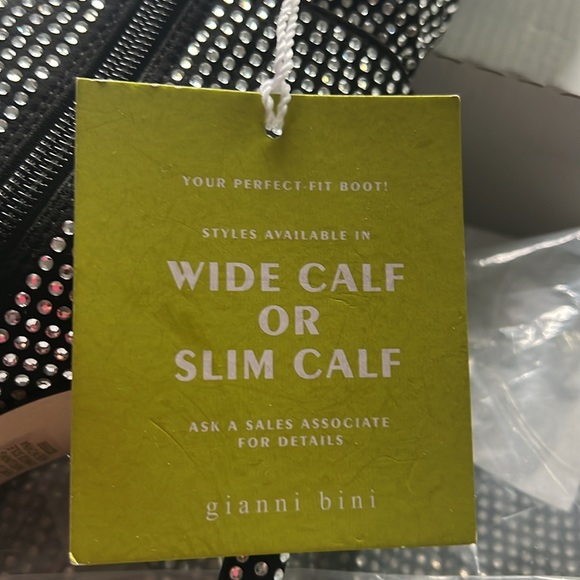 YOUR PERFECT-FIT BOOT!
STYLES AVAILABLE IN
WIDE CALF
OR
SLIM CALF
ASK A SALES ASSOCIATE
FOR DETAILS
gianni bini